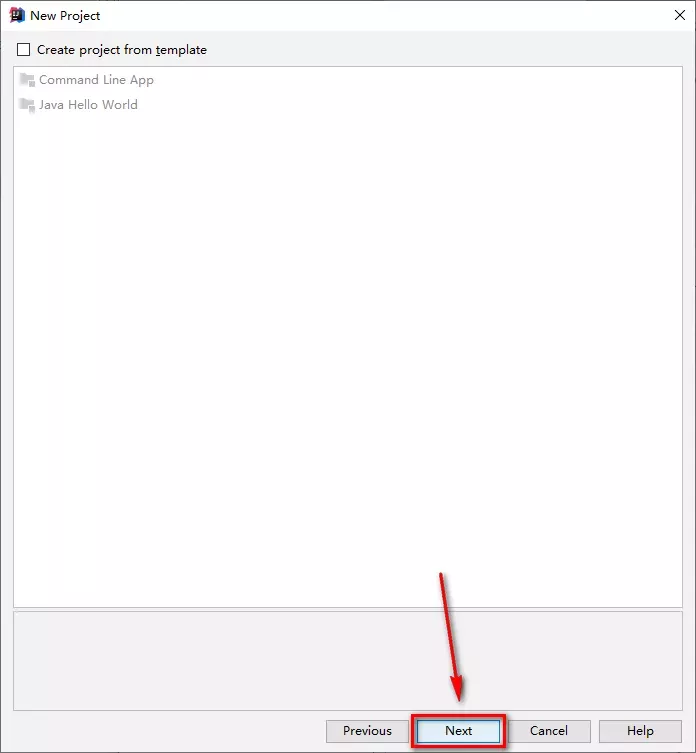 New Project
Create project from template
Command Line App
Java Hello World
Previous Next Cancel Help